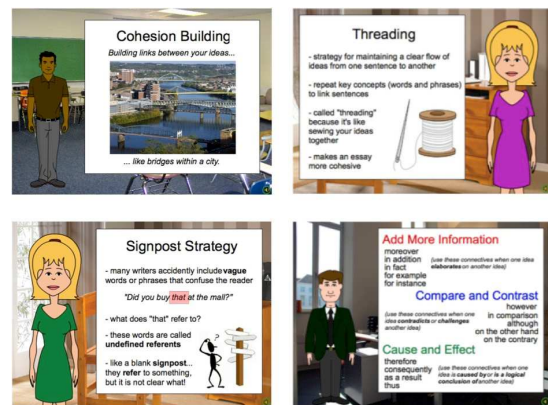 Cohesion Building
Building links between your ideas...
... like bridges within a city.
Threading
- strategy for maintaining a clear flow of
ideas from one sentence to another
- repeat key concepts (words and phrases)
to link sentences
- called "threading"
because it's like
sewing your ideas
together
- makes an essay
more cohesive
Signpost Strategy
- many writers accidently include vague
words or phrases that confuse the reader
"Did you buy that at the mall?"
- what does "that" refer to?
- these words are called
undefined referents
- like a blank signpost...
they refer to something,
but it is not clear what!
?
Add More Information
moreover
in addition
in fact
for example
for instance
(use these connectives when one idea
elaborates on another idea)
Compare and Contrast
(use these connectives when one
idea contradicts or challenges
another idea)
however
in comparison
although
on the other hand
on the contrary
Cause and Effect
therefore
consequently
as a result
thus
(use these connectives when one
idea is caused by or is a logical
conclusion of another idea)